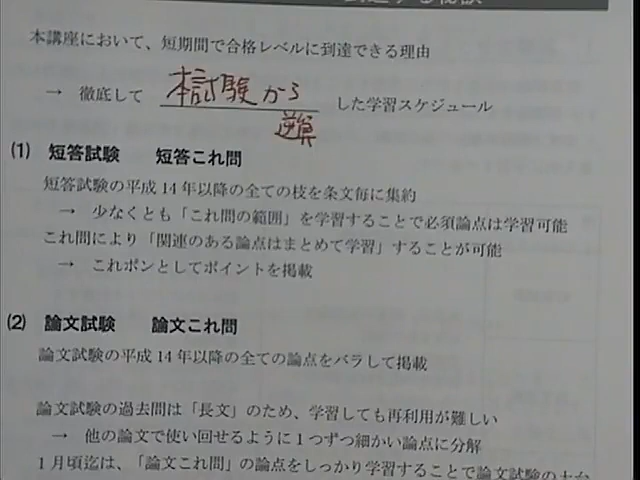 本講座において、短期間で合格レベルに到達できる理由
→ 徹底して 本試験から した学習スケジュール
逆算
(1) 短答試験 短答これ問
短答試験の平成14年以降の全ての枝を条文毎に集約
→ 少なくとも「これ問の範囲」を学習することで必須論点は学習可能
これ問により「関連のある論点はまとめて学習」することが可能
→ これポンとしてポイントを掲載
(2) 論文試験 論文これ問
論文試験の平成14年以降の全ての論点をバラして掲載
論文試験の過去問は「長文」のため、学習しても再利用が難しい
→ 他の論文で使い回せるように1つずつ細かい論点に分解
1月頃迄は、「論文これ問」の論点をしっかり学習することで論文試験の土台